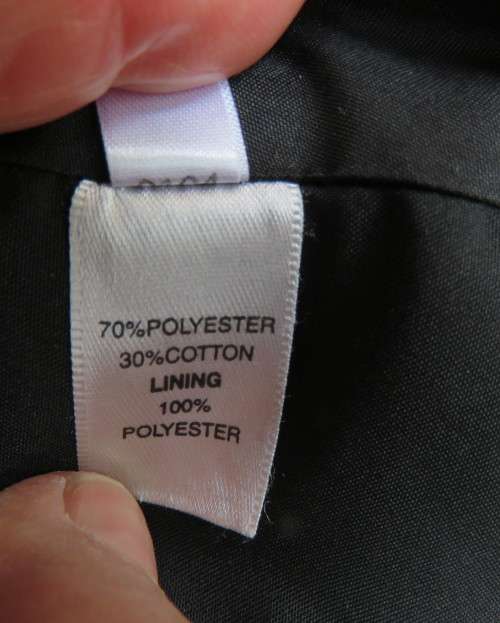 70%POLYESTER
30%COTTON
LINING
100%
POLYESTER